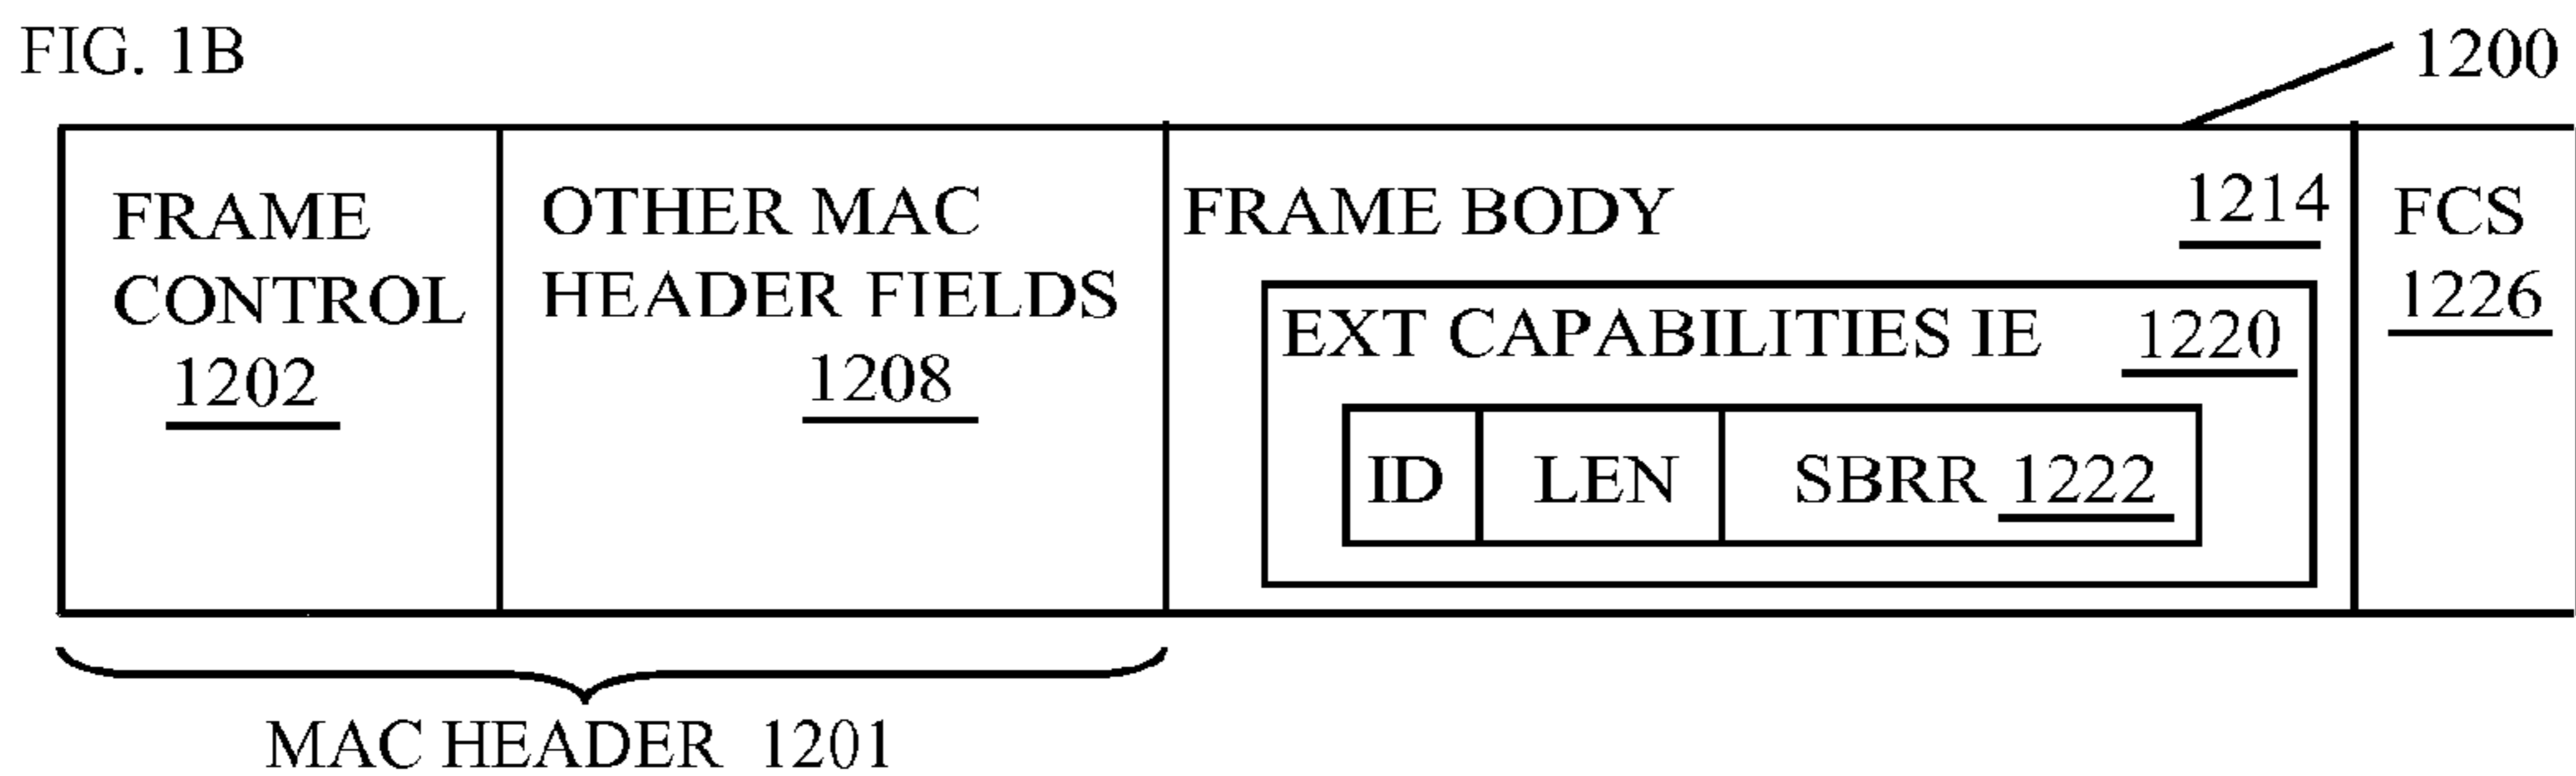 FIG. 1B
1200
FRAME
CONTROL
1202
OTHER MAC
HEADER FIELDS
1208
FRAME BODY 1214
EXT CAPABILITIES IE 1220
ID LEN SBRR 1222
FCS
1226
MAC HEADER 1201